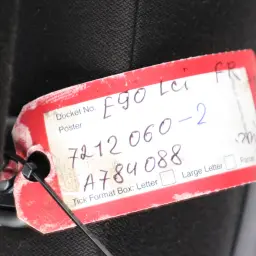 Docket No. E90 Lci FR
Poster
7212060-2
A784088
Tick Format Box: Letter Large Letter